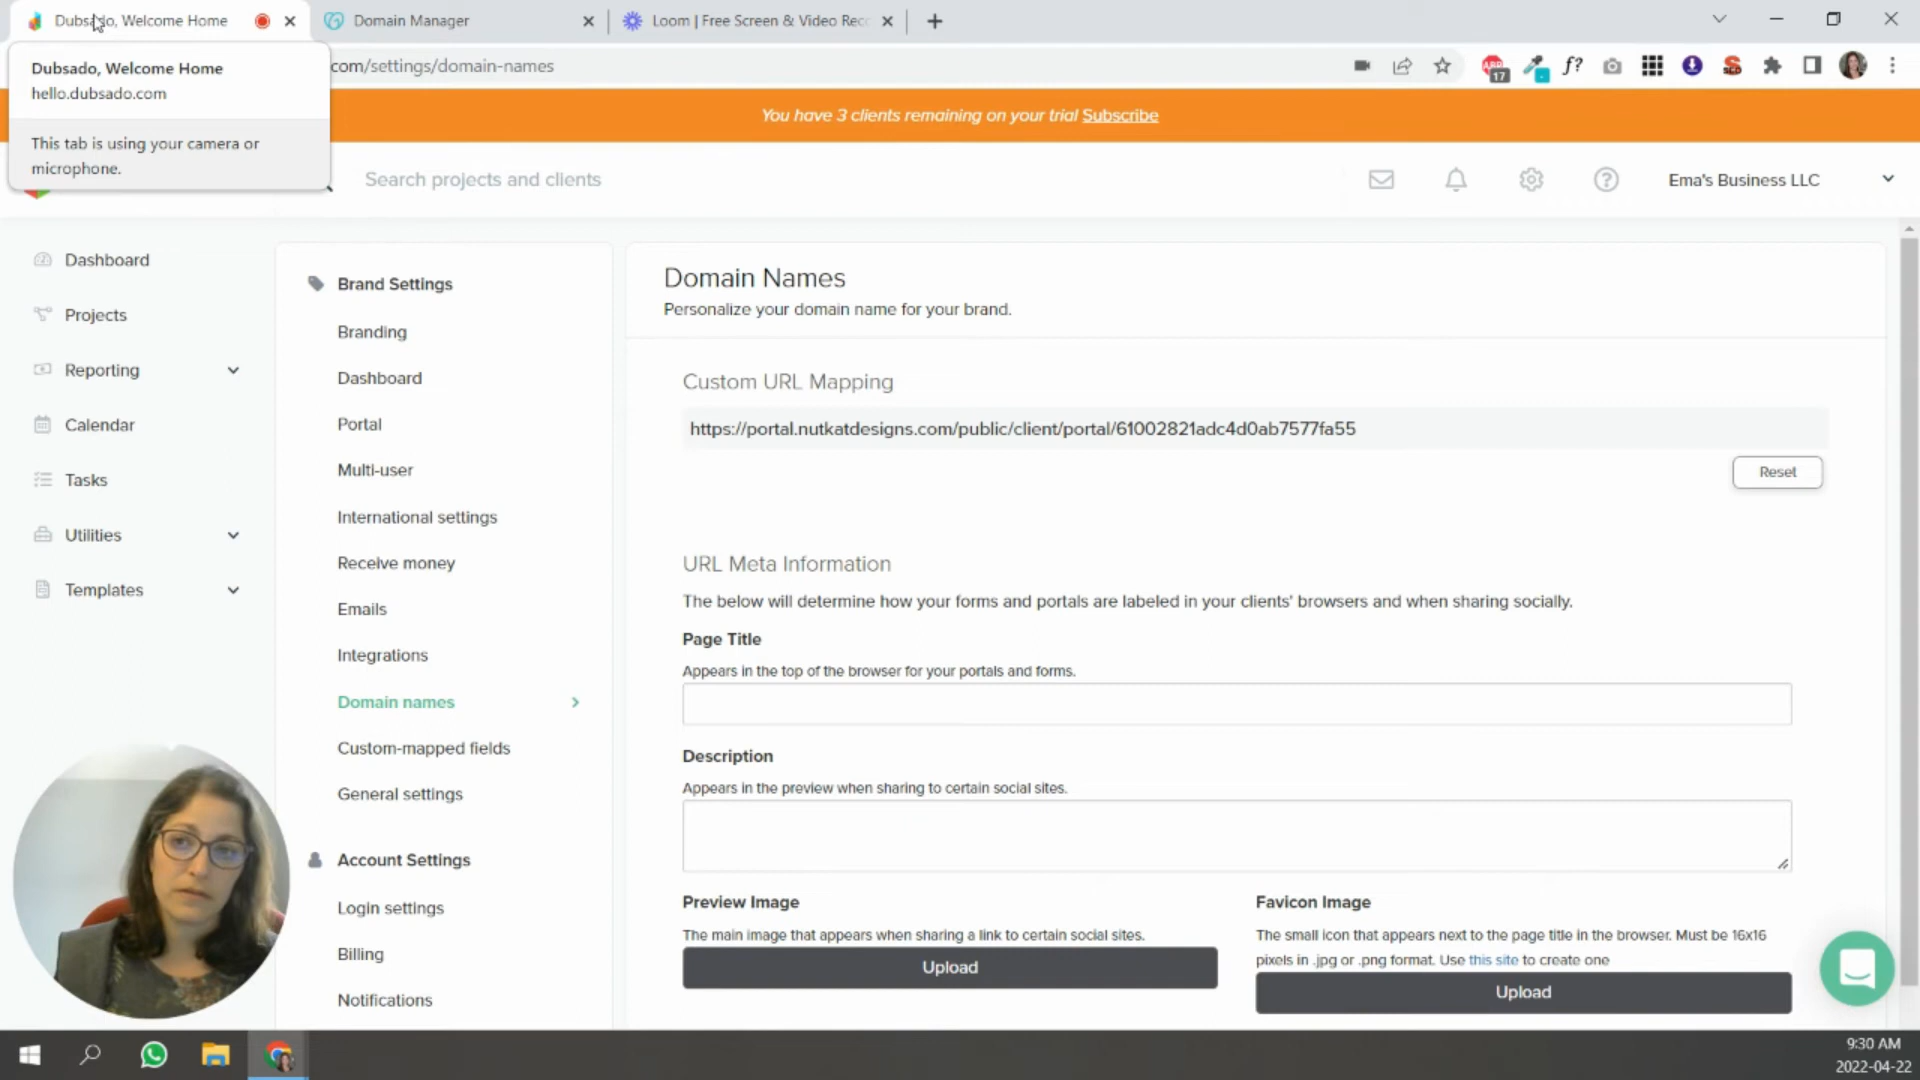 Dubsado, Welcome Home
Domain Manager
Loom | Free Screen & Video Rec
Dubsado, Welcome Home
hello.dubsado.com
This tab is using your camera or
microphone.
com/settings/domain-names
17
f?
You have 3 clients remaining on your trial Subscribe
Search projects and clients
Ema's Business LLC
Dashboard
Projects
Reporting
Calendar
Tasks
Utilities
Templates
Brand Settings
Branding
Dashboard
Portal
Multi-user
International settings
Receive money
Emails
Integrations
Domain names
Custom-mapped fields
General settings
Account Settings
Login settings
Billing
Notifications
Domain Names
Personalize your domain name for your brand.
Custom URL Mapping
https://portal.nutkatdesigns.com/public/client/portal/61002821adc4d0ab7577fa55
Reset
URL Meta Information
The below will determine how your forms and portals are labeled in your clients' browsers and when sharing socially.
Page Title
Appears in the top of the browser for your portals and forms.
Description
Appears in the preview when sharing to certain social sites.
Preview Image
The main image that appears when sharing a link to certain social sites.
Upload
Favicon Image
The small icon that appears next to the page title in the browser. Must be 16x16
pixels in .jpg or .png format. Use this site to create one
Upload
9:30 AM
2022-04-22